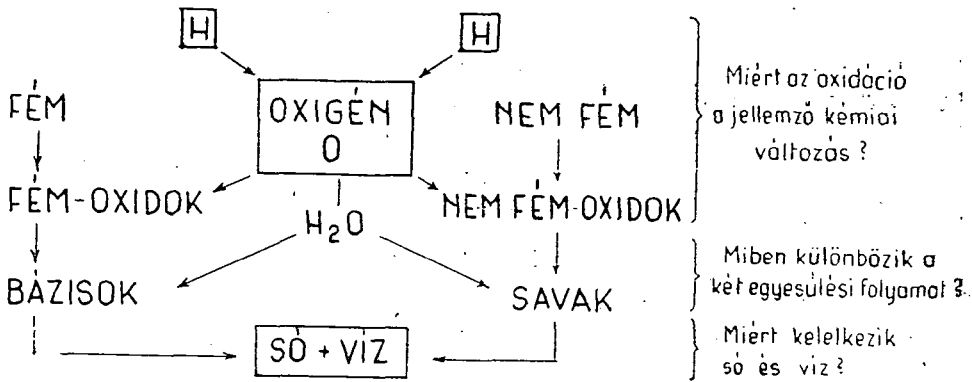 H
H
FÉM
OXIGÉN
O
NEM FÉM
FÉM-OXIDOK
H₂O
NEM FÉM-OXIDOK
BÁZISOK
SAVAK
SÓ + VÍZ
Miért az oxidáció
a jellemző kémiai
változás ?
Miben különbözik a
két egyesülési folyamat ?
Miért kelelkezik
só és víz ?